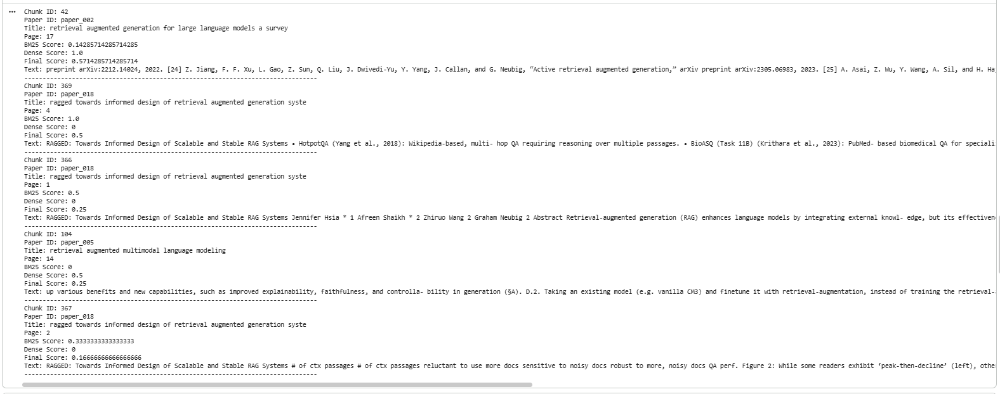 •••
Chunk ID: 42
Paper ID: paper_002
Title: retrieval augmented generation for large language models a survey
Page: 17
BM25 Score: 0.14285714285714285
Dense Score: 1.0
Final Score: 0.5714285714285714
Text: preprint arXiv:2212.14024, 2022. [24] Z. Jiang, F. F. Xu, L. Gao, Z. Sun, Q. Liu, J. Dwivedi-Yu, Y. Yang, J. Callan, and G. Neubig, “Active retrieval augmented generation,” arXiv preprint arXiv:2305.06983, 2023. [25] A. Asai, Z. Wu, Y. Wang, A. Sil, and H. Ha
--------------------------------------------------------------------------------
Chunk ID: 369
Paper ID: paper_018
Title: ragged towards informed design of retrieval augmented generation syste
Page: 4
BM25 Score: 1.0
Dense Score: 0
Final Score: 0.5
Text: RAGGED: Towards Informed Design of Scalable and Stable RAG Systems • HotpotQA (Yang et al., 2018): Wikipedia-based, multi- hop QA requiring reasoning over multiple passages. • BioASQ (Task 11B) (Krithara et al., 2023): PubMed- based biomedical QA for speciali
--------------------------------------------------------------------------------
Chunk ID: 366
Paper ID: paper_018
Title: ragged towards informed design of retrieval augmented generation syste
Page: 1
BM25 Score: 0.5
Dense Score: 0
Final Score: 0.25
Text: RAGGED: Towards Informed Design of Scalable and Stable RAG Systems Jennifer Hsia * 1 Afreen Shaikh * 2 Zhiruo Wang 2 Graham Neubig 2 Abstract Retrieval-augmented generation (RAG) enhances language models by integrating external knowl- edge, but its effectiven
--------------------------------------------------------------------------------
Chunk ID: 104
Paper ID: paper_005
Title: retrieval augmented multimodal language modeling
Page: 14
BM25 Score: 0
Dense Score: 0.5
Final Score: 0.25
Text: up various benefits and new capabilities, such as improved explainability, faithfulness, and controlla- bility in generation (§A). D.2. Taking an existing model (e.g. vanilla CM3) and finetune it with retrieval-augmentation, instead of training the retrieval-
--------------------------------------------------------------------------------
Chunk ID: 367
Paper ID: paper_018
Title: ragged towards informed design of retrieval augmented generation syste
Page: 2
BM25 Score: 0.3333333333333333
Dense Score: 0
Final Score: 0.16666666666666666
Text: RAGGED: Towards Informed Design of Scalable and Stable RAG Systems # of ctx passages # of ctx passages reluctant to use more docs sensitive to noisy docs robust to more, noisy docs QA perf. Figure 2: While some readers exhibit ‘peak-then-decline’ (left), othe
--------------------------------------------------------------------------------